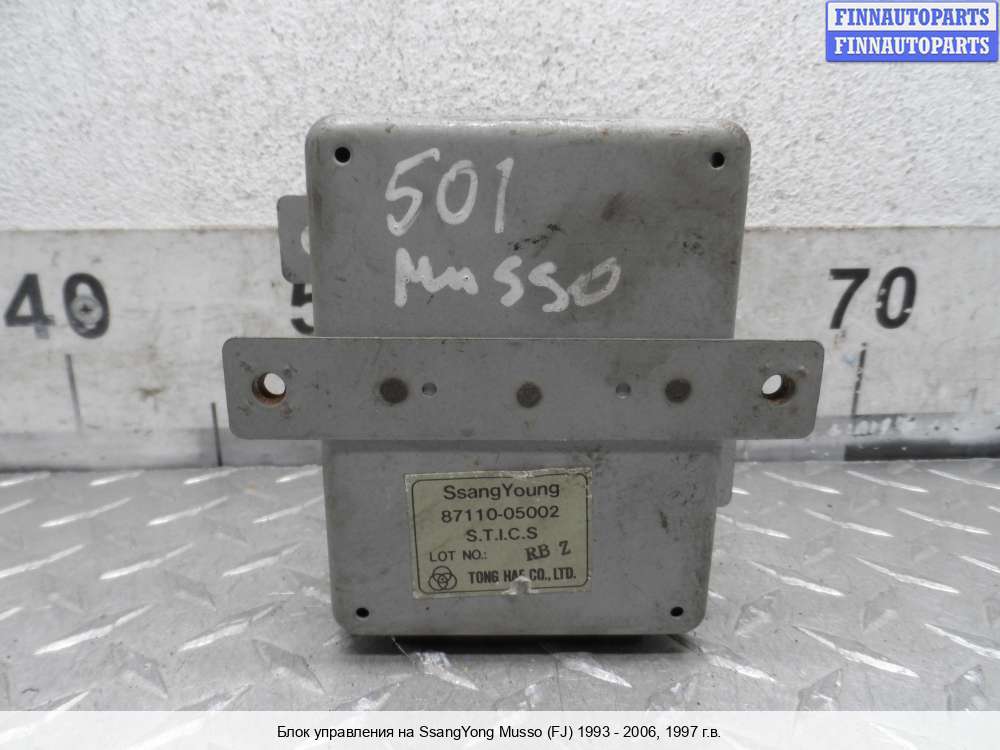 FINNAUTOPARTS
FINNAUTOPARTS
501
Musso
40
5
70
SsangYoung
87110-05002
S.T.I.C.S
LOT NO.: RB Z
TONG HAE CO., LTD.
Блок управления на SsangYong Musso (FJ) 1993 - 2006, 1997 г.в.